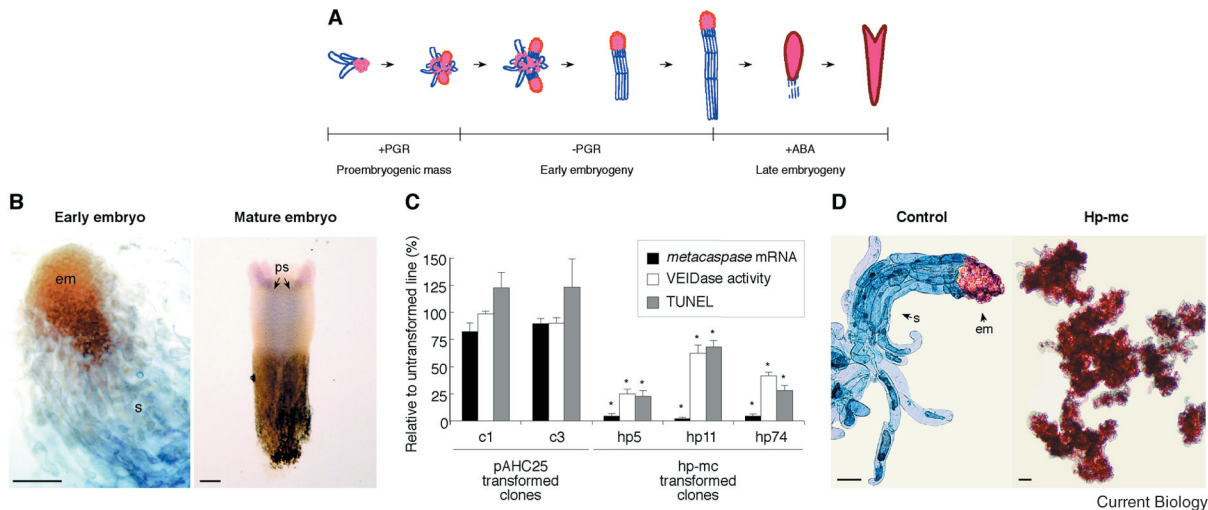 A
+PGR
-PGR
+ABA
Proembryogenic mass
Early embryogeny
Late embryogeny
B
Early embryo
Mature embryo
em
s
ps
C
Relative to untransformed line (%)
150
125
100
75
50
25
0
metacaspase mRNA
VEIDase activity
TUNEL
* * *
* * *
* * *
c1
c3
hp5
hp11
hp74
pAHC25
transformed
clones
hp-mc
transformed
clones
D
Control
Hp-mc
s
em
Current Biology